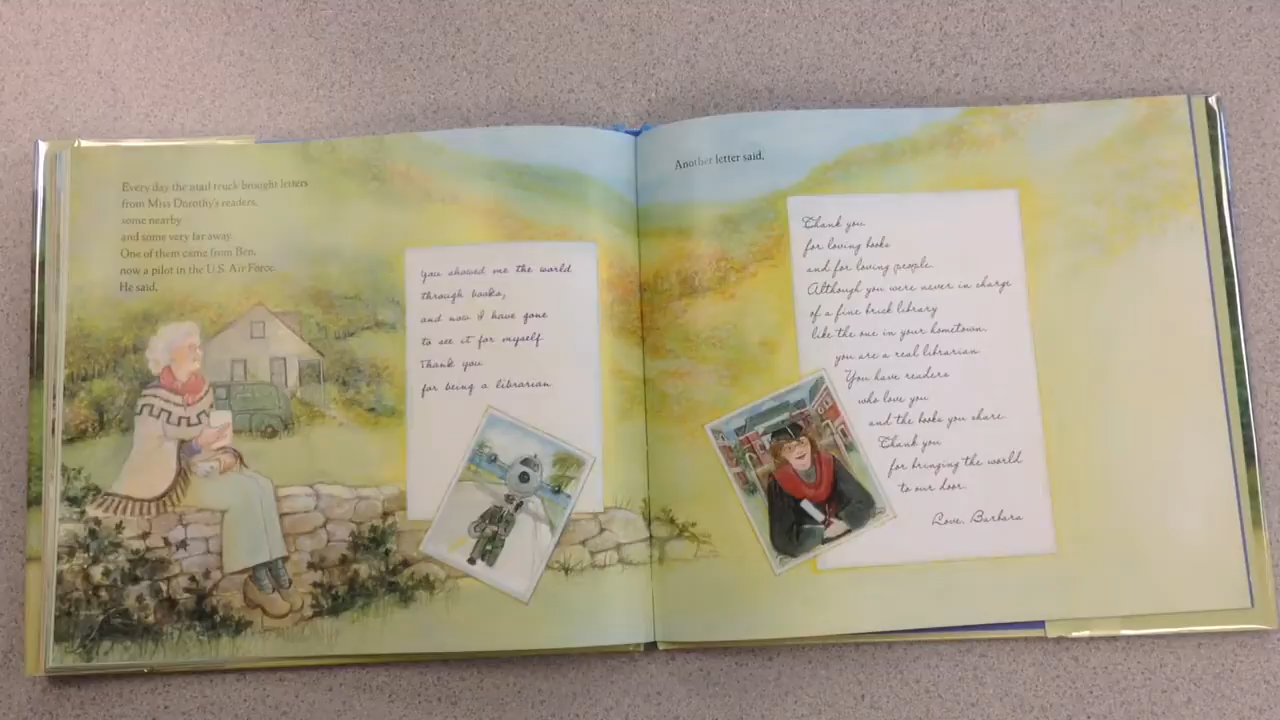 Every day the mail truck brought letters
from Miss Dorothy's readers,
some nearby
and some very far away.
One of them came from Ben,
now a pilot in the U.S. Air Force.
He said,
You showed me the world
through books,
and now I have gone
to see it for myself.
Thank you
for being a librarian.
Another letter said,
Thank you
for loving books
and for loving people.
Although you were never in charge
of a fine brick library
like the one in your hometown,
you are a real librarian.
You have readers
who love you
and the books you share.
Thank you
for bringing the world
to our door.
Love, Barbara